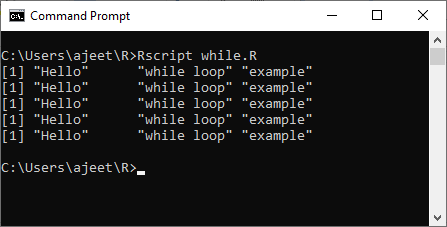 Command Prompt
C:\Users\ajeet\R>Rscript while.R
[1] "Hello"      "while loop" "example"
[1] "Hello"      "while loop" "example"
[1] "Hello"      "while loop" "example"
[1] "Hello"      "while loop" "example"
[1] "Hello"      "while loop" "example"
C:\Users\ajeet\R>